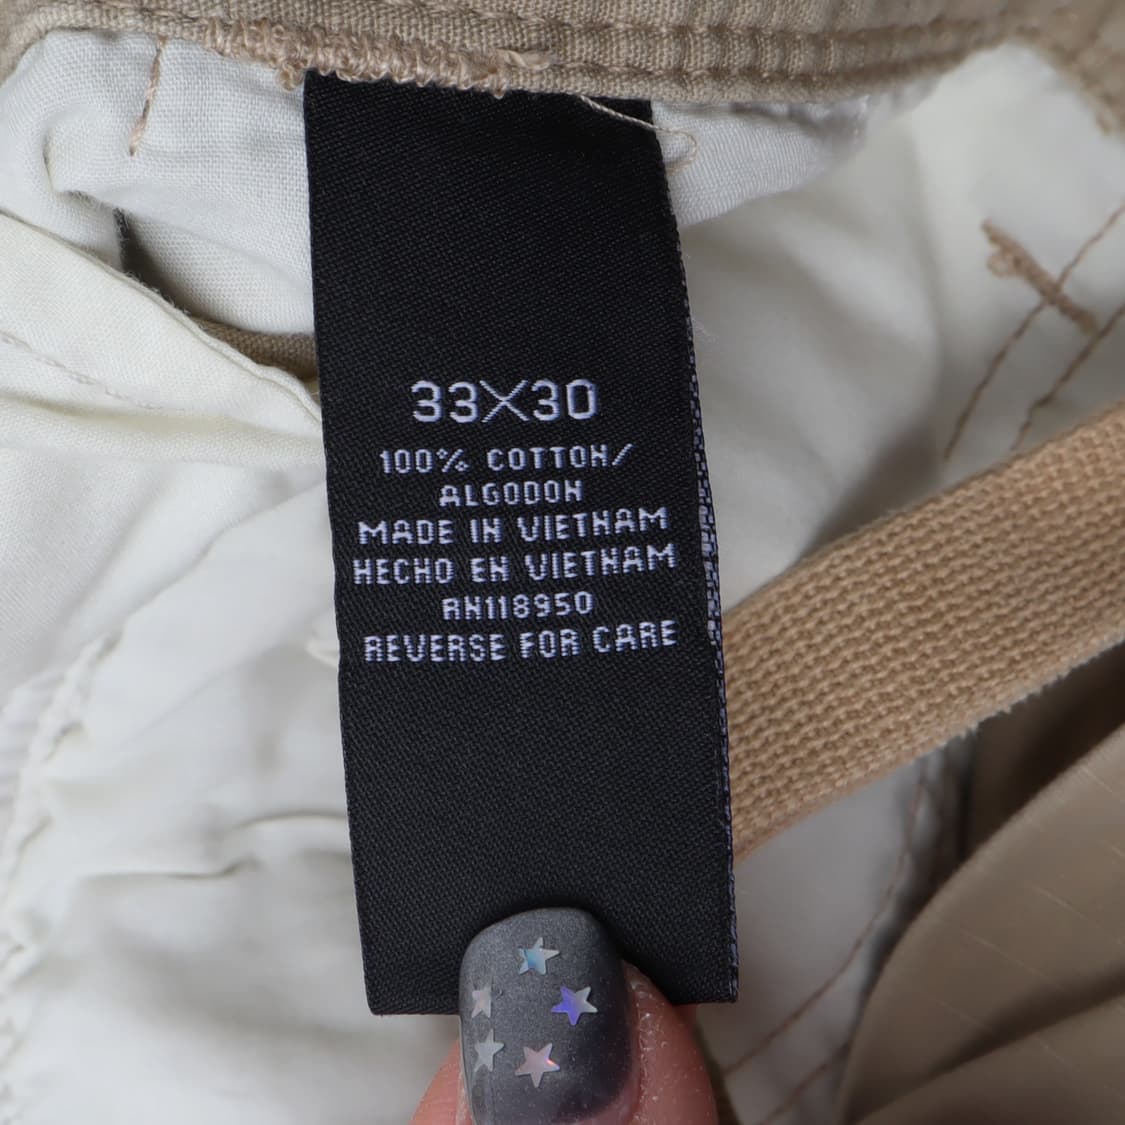 33X30
100% COTTON/
ALGODON
MADE IN VIETNAM
HECHO EN VIETNAM
RN118950
REVERSE FOR CARE